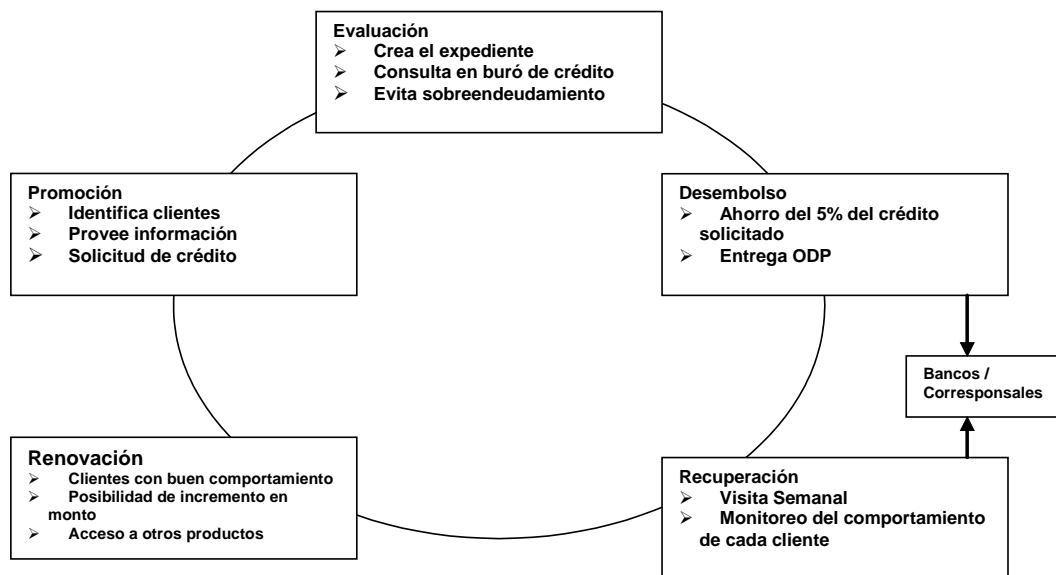 Evaluación
➢ Crea el expediente
➢ Consulta en buró de crédito
➢ Evita sobreendeudamiento
Promoción
➢ Identifica clientes
➢ Provee información
➢ Solicitud de crédito
Desembolso
➢ Ahorro del 5% del crédito
solicitado
➢ Entrega ODP
Bancos /
Corresponsales
Renovación
➢ Clientes con buen comportamiento
➢ Posibilidad de incremento en
monto
➢ Acceso a otros productos
Recuperación
➢ Visita Semanal
➢ Monitoreo del comportamiento
de cada cliente